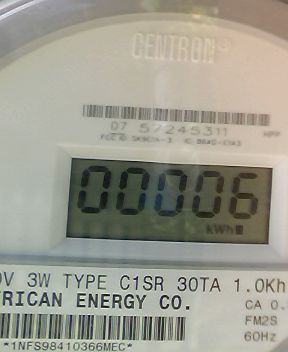 CENTRON®
07 57245311
00006
kWh
0V 3W TYPE C1SR 30TA 1.0Kh
RICAN ENERGY CO.
CA 0.
FM2S
60Hz
*1NFS98410366MEC*